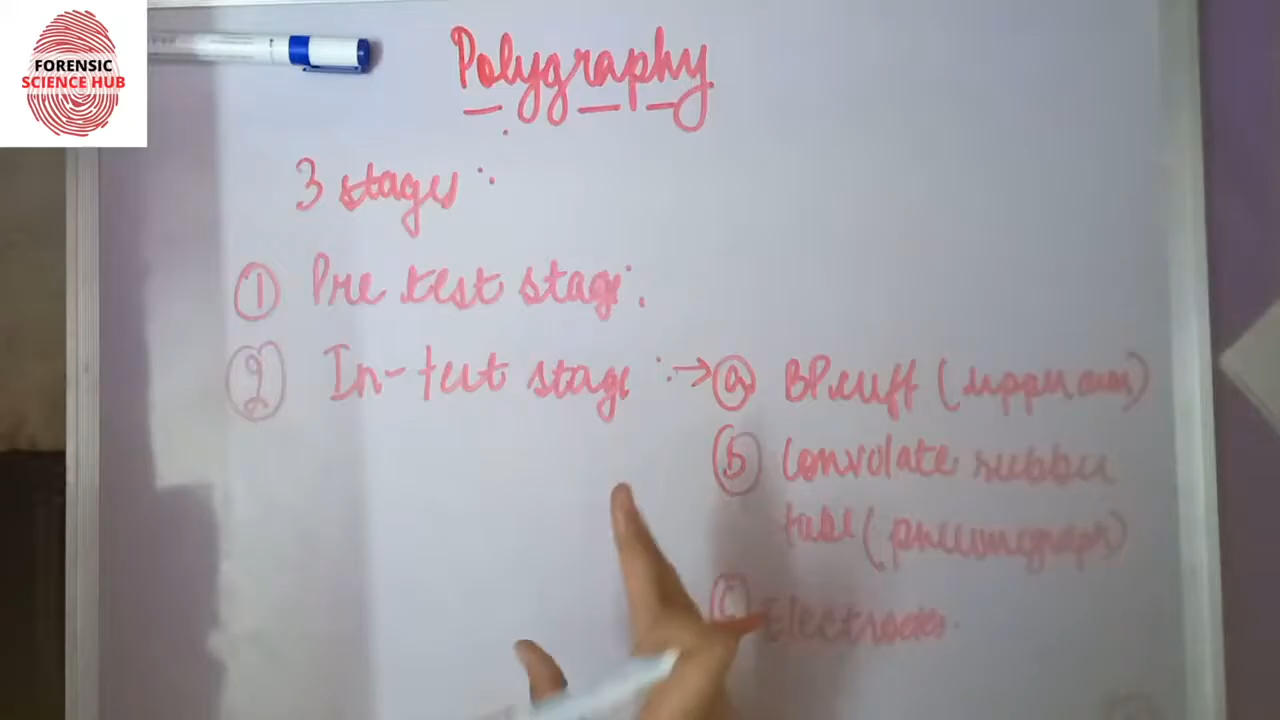 FORENSIC
SCIENCE HUB
Polygraphy
3 stages :
① Pre test stage :
② In-test stage : → ⓐ BP cuff (upper arm)
ⓑ Convolate rubber
tube (pneumograph)
ⓒ Electrodes.